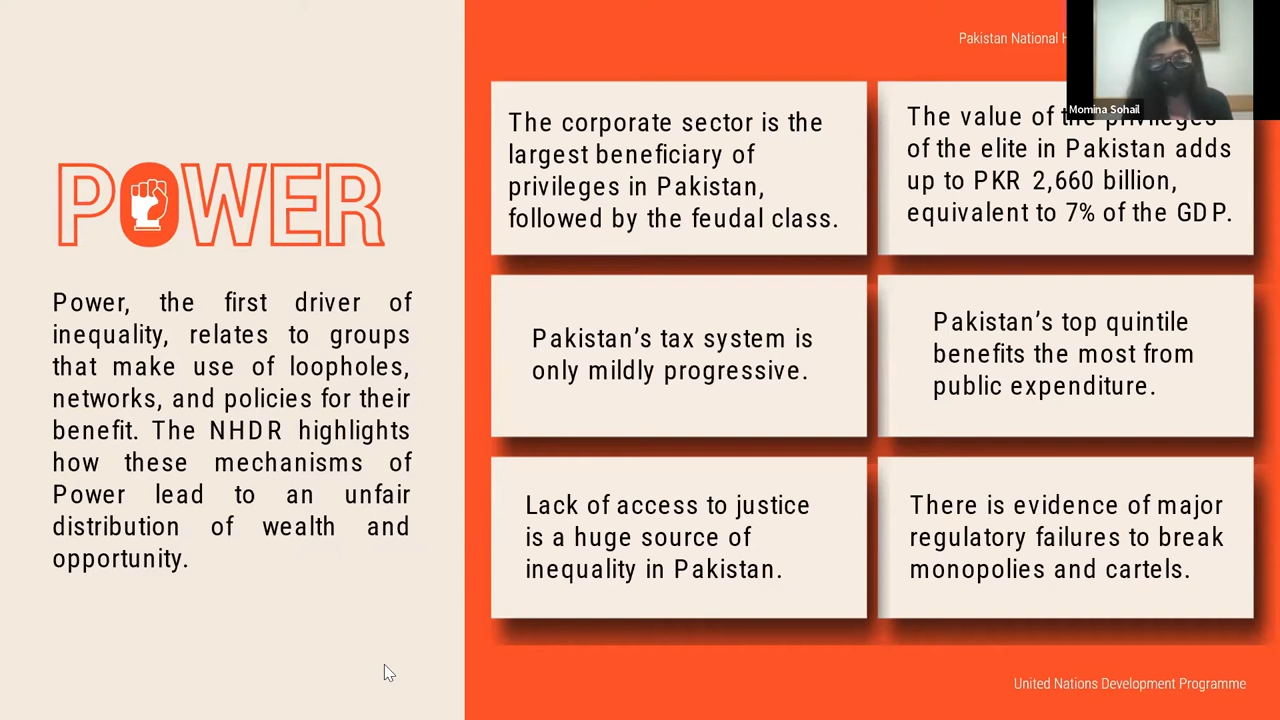 Pakistan National
Momina Sohail
POWER
Power, the first driver of
inequality, relates to groups
that make use of loopholes,
networks, and policies for their
benefit. The NHDR highlights
how these mechanisms of
Power lead to an unfair
distribution of wealth and
opportunity.
The corporate sector is the
largest beneficiary of
privileges in Pakistan,
followed by the feudal class.
The value of the privileges
of the elite in Pakistan adds
up to PKR 2,660 billion,
equivalent to 7% of the GDP.
Pakistan's tax system is
only mildly progressive.
Pakistan's top quintile
benefits the most from
public expenditure.
Lack of access to justice
is a huge source of
inequality in Pakistan.
There is evidence of major
regulatory failures to break
monopolies and cartels.
United Nations Development Programme